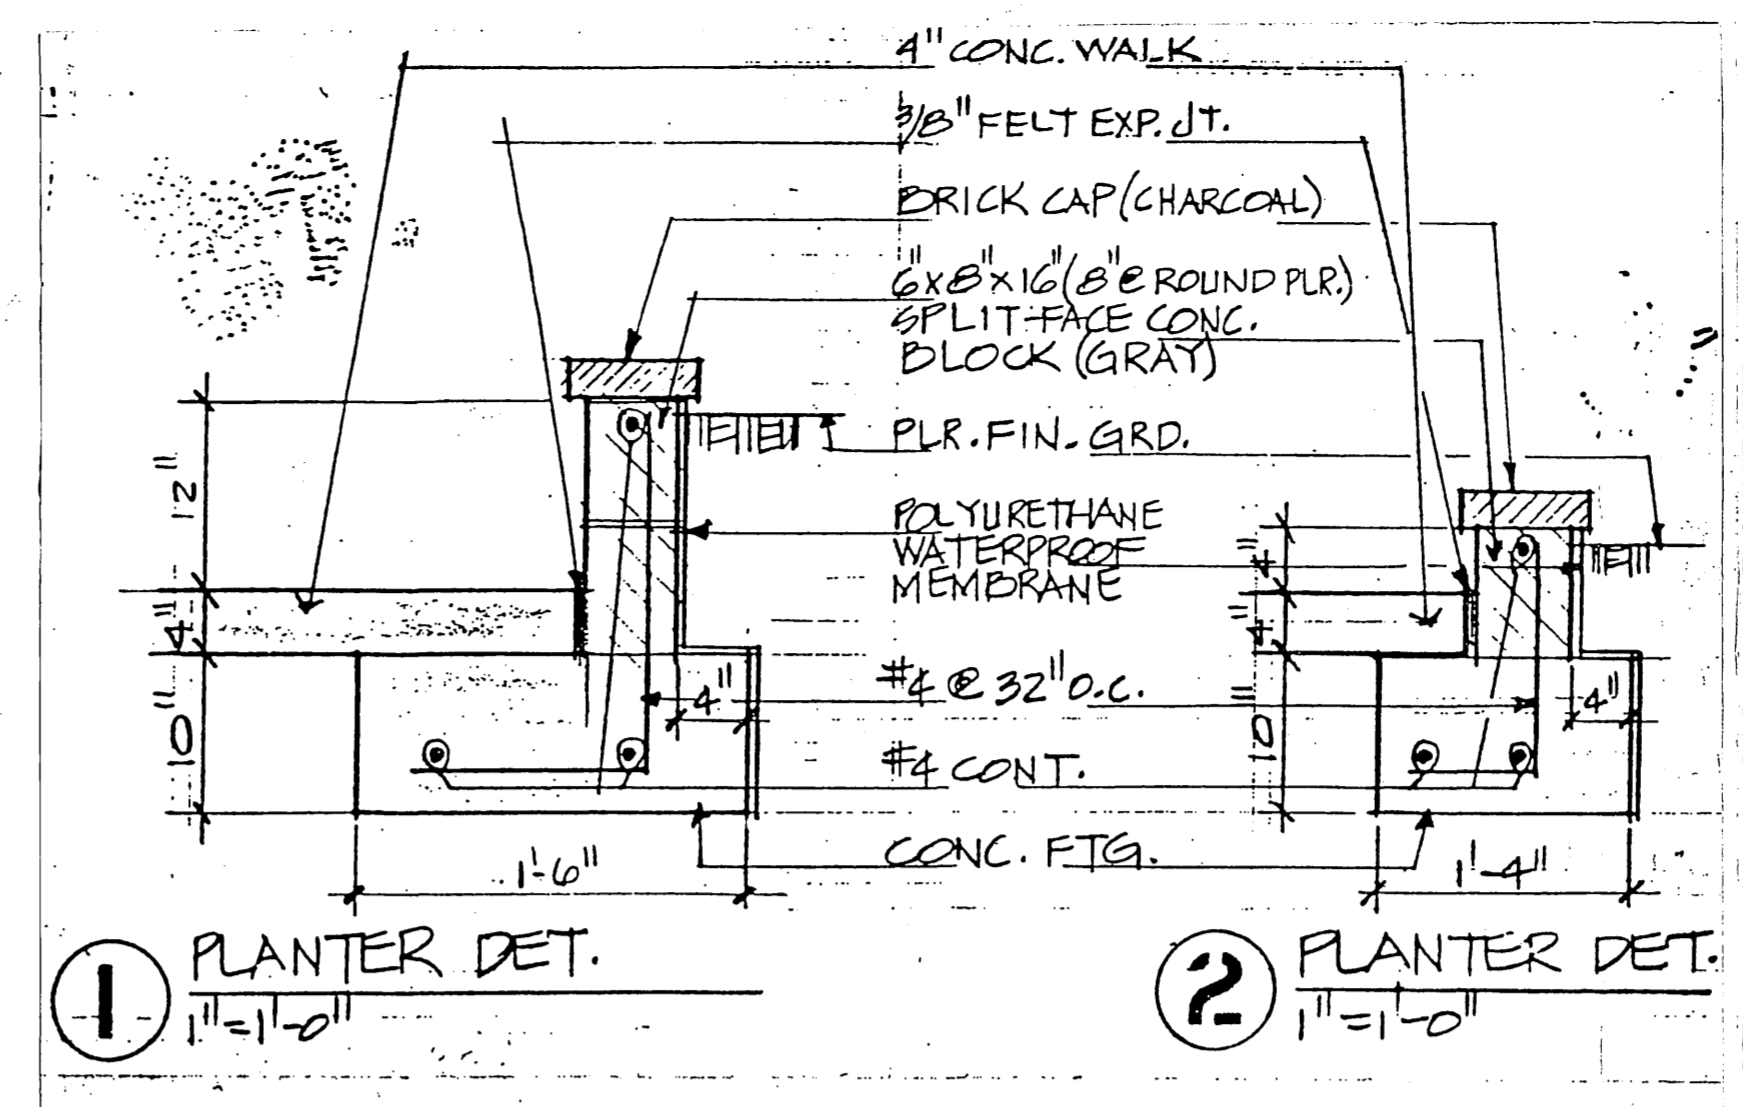 4" CONC. WALK
3/8" FELT EXP. JT.
BRICK CAP (CHARCOAL)
6"x8"x16" (8" @ ROUND PLR.)
SPLIT-FACE CONC.
BLOCK (GRAY)
PLR. FIN. GRD.
POLYURETHANE
WATERPROOF
MEMBRANE
#4 @ 32" O.C.
#4 CONT.
CONC. FTG.
12"
4"
10"
4"
1'-6"
4"
4"
10"
4"
1'-4"
1 PLANTER DET.
1"=1'-0"
2 PLANTER DET.
1"=1'-0"